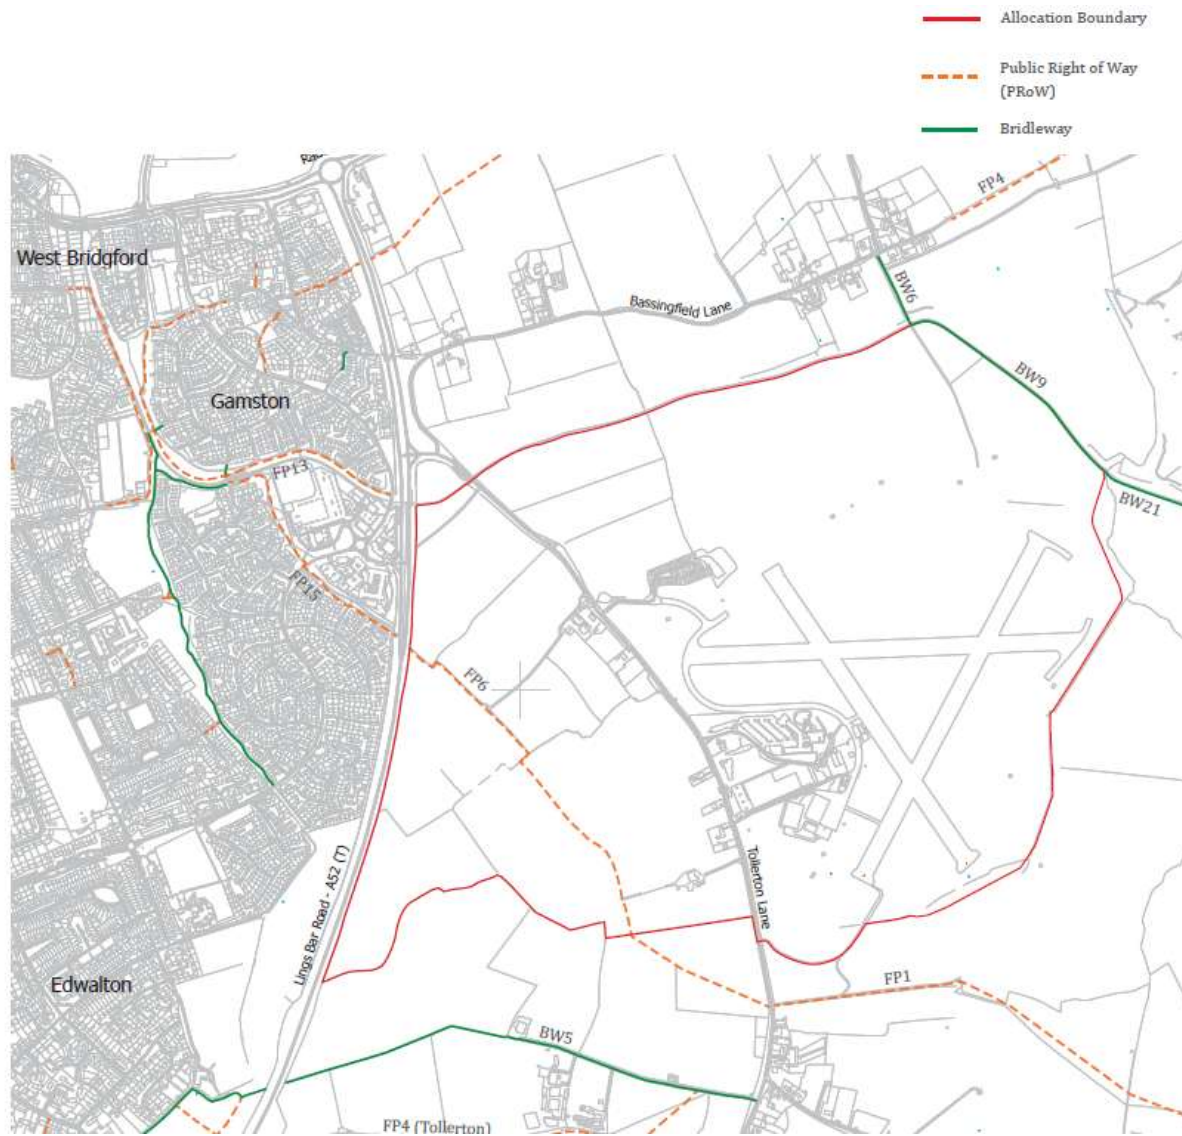 Allocation Boundary
Public Right of Way
(PRoW)
Bridleway
FP4
West Bridgford
BW6
Bassingfield Lane
BW9
Gamston
FP13
BW21
FP15
FP6
Tollerton Lane
Lings Bar Road - A52 (T)
FP1
Edwalton
BW5
FP4 (Tollerton)